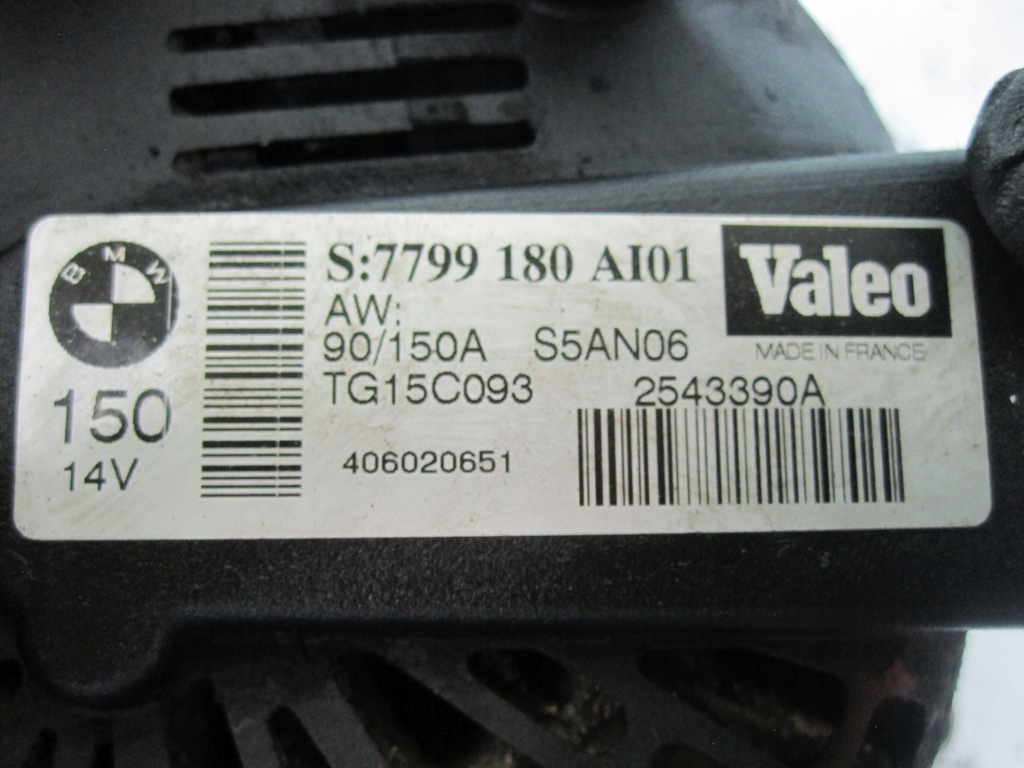 BMW
150
14V
S:7799 180 AI01
AW:
90/150A S5AN06
TG15C093 2543390A
406020651
Valeo
MADE IN FRANCE